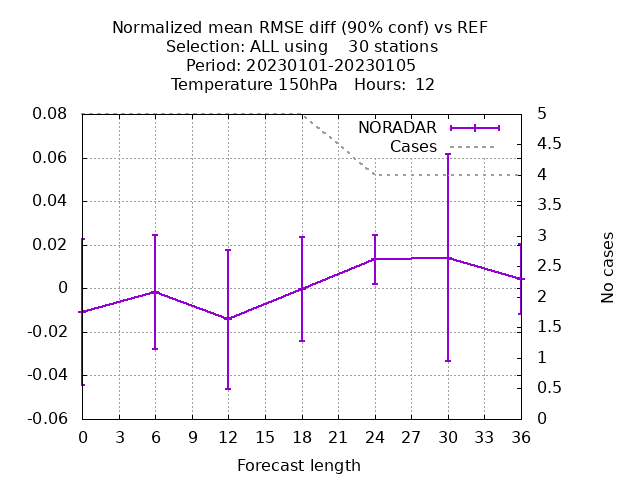 Normalized mean RMSE diff (90% conf) vs REF
Selection: ALL using    30 stations
Period: 20230101-20230105
Temperature 150hPa   Hours:  12
NORADAR
Cases
0.08
0.06
0.04
0.02
0
-0.02
-0.04
-0.06
5
4.5
4
3.5
3
2.5
2
1.5
1
0.5
0
No cases
0 3 6 9 12 15 18 21 24 27 30 33 36
Forecast length